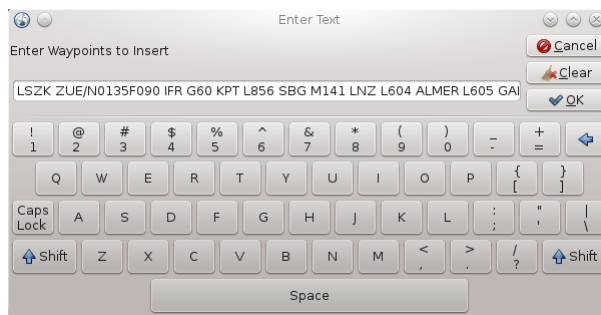 Enter Text
Enter Waypoints to Insert
Cancel
Clear
OK
LSZK ZUE/N0135F090 IFR G60 KPT L856 SBG M141 LNZ L604 ALMER L605 GAI
! @ # $ % ^ & * ( ) _ +
1 2 3 4 5 6 7 8 9 0 - =
Q W E R T Y U I O P { }
[ ]
Caps Lock A S D F G H J K L : " |
; ' \
Shift Z X C V B N M < > / Shift
, . ?
Space